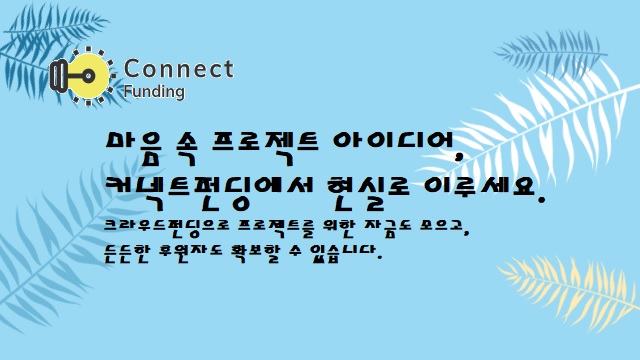 Connect
Funding
마음 속 프로젝트 아이디어,
커넥트펀딩에서 현실로 이루세요.
크라우드펀딩으로 프로젝트를 위한 자금도 모으고,
든든한 후원자도 확보할 수 있습니다.